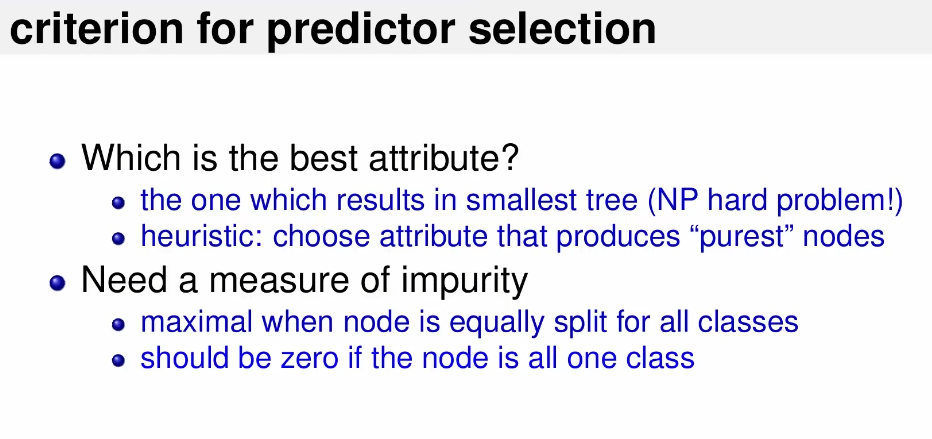 criterion for predictor selection
Which is the best attribute?
the one which results in smallest tree (NP hard problem!)
heuristic: choose attribute that produces “purest” nodes
Need a measure of impurity
maximal when node is equally split for all classes
should be zero if the node is all one class